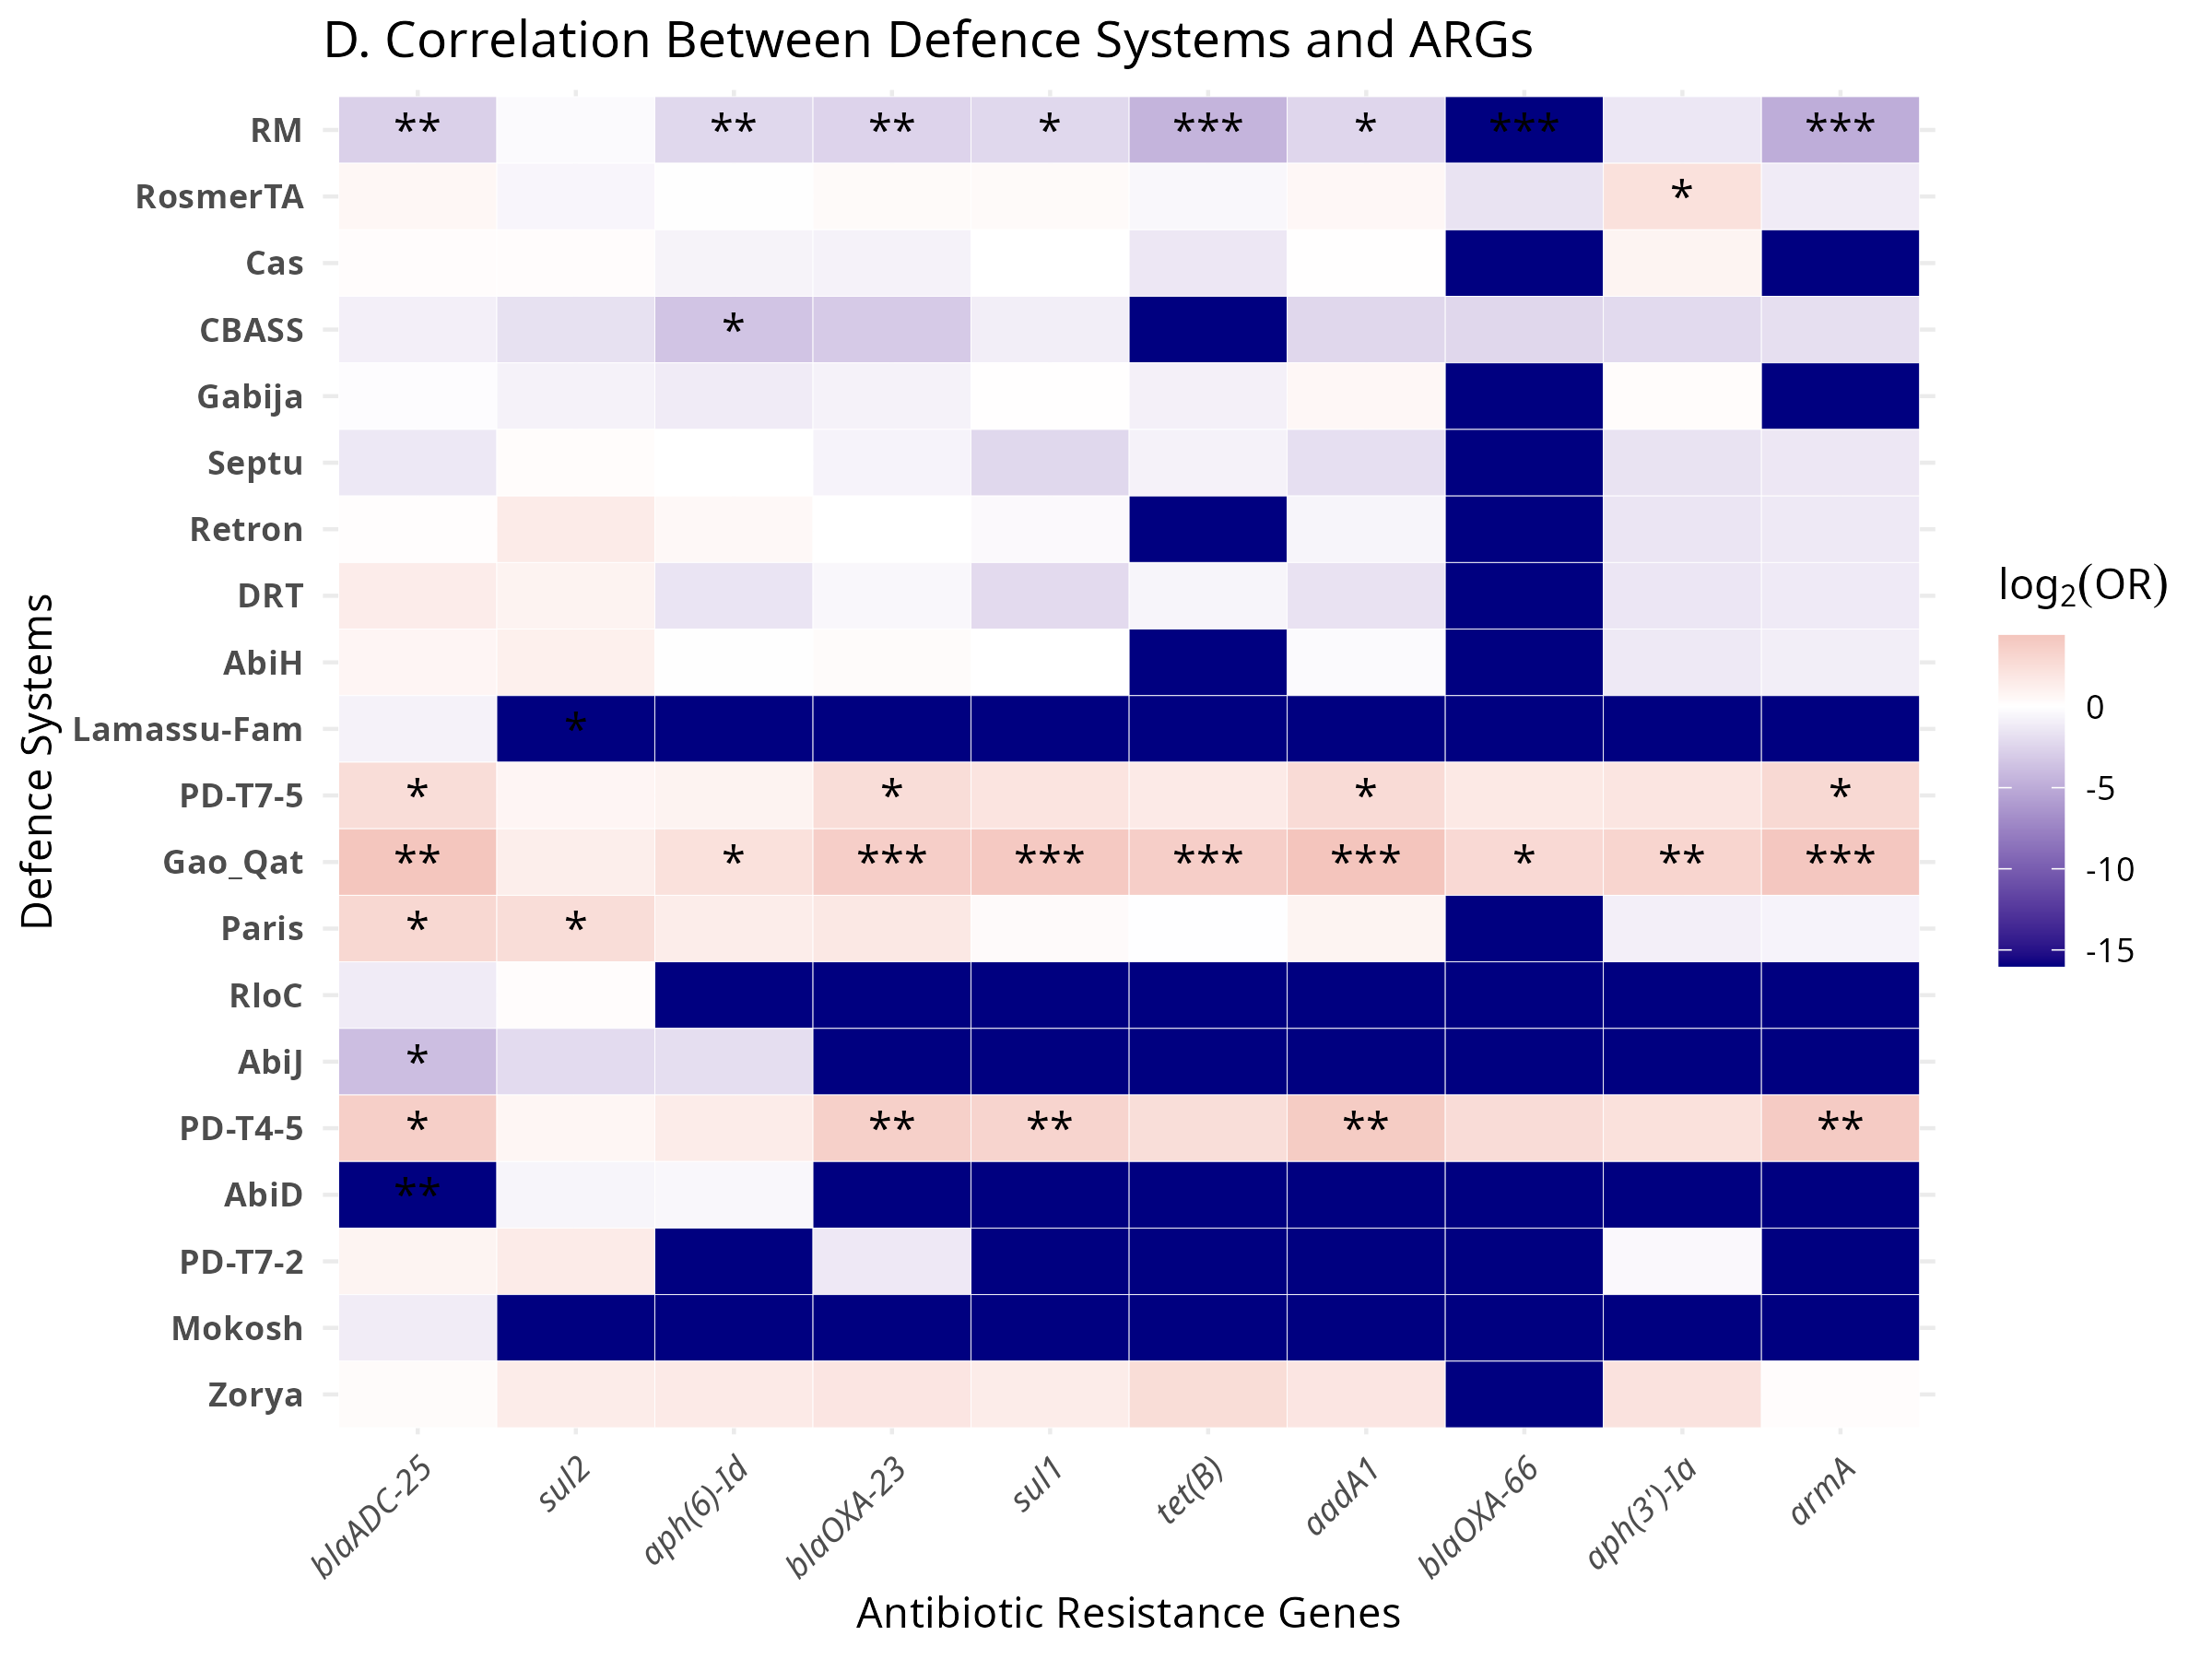 D. Correlation Between Defence Systems and ARGs
RM ** ** ** * *** * *** ***
RosmerTA *
Cas
CBASS *
Gabija
Septu
Retron
DRT
AbiH
Lamassu-Fam *
PD-T7-5 * * * *
Gao_Qat ** * *** *** *** *** * ** ***
Paris * *
RloC
AbiJ *
PD-T4-5 * ** ** ** **
AbiD **
PD-T7-2
Mokosh
Zorya
Defence Systems
blaADC-25 sul2 aph(6)-Id blaOXA-23 sul1 tet(B) aadA1 blaOXA-66 aph(3')-Ia armA
Antibiotic Resistance Genes
log₂(OR)
0
-5
-10
-15